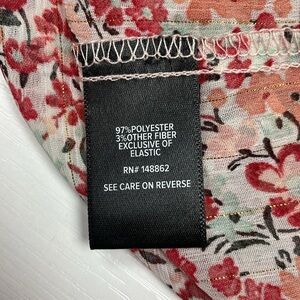 97%POLYESTER
3%OTHER FIBER
EXCLUSIVE OF
ELASTIC
RN# 148862
SEE CARE ON REVERSE